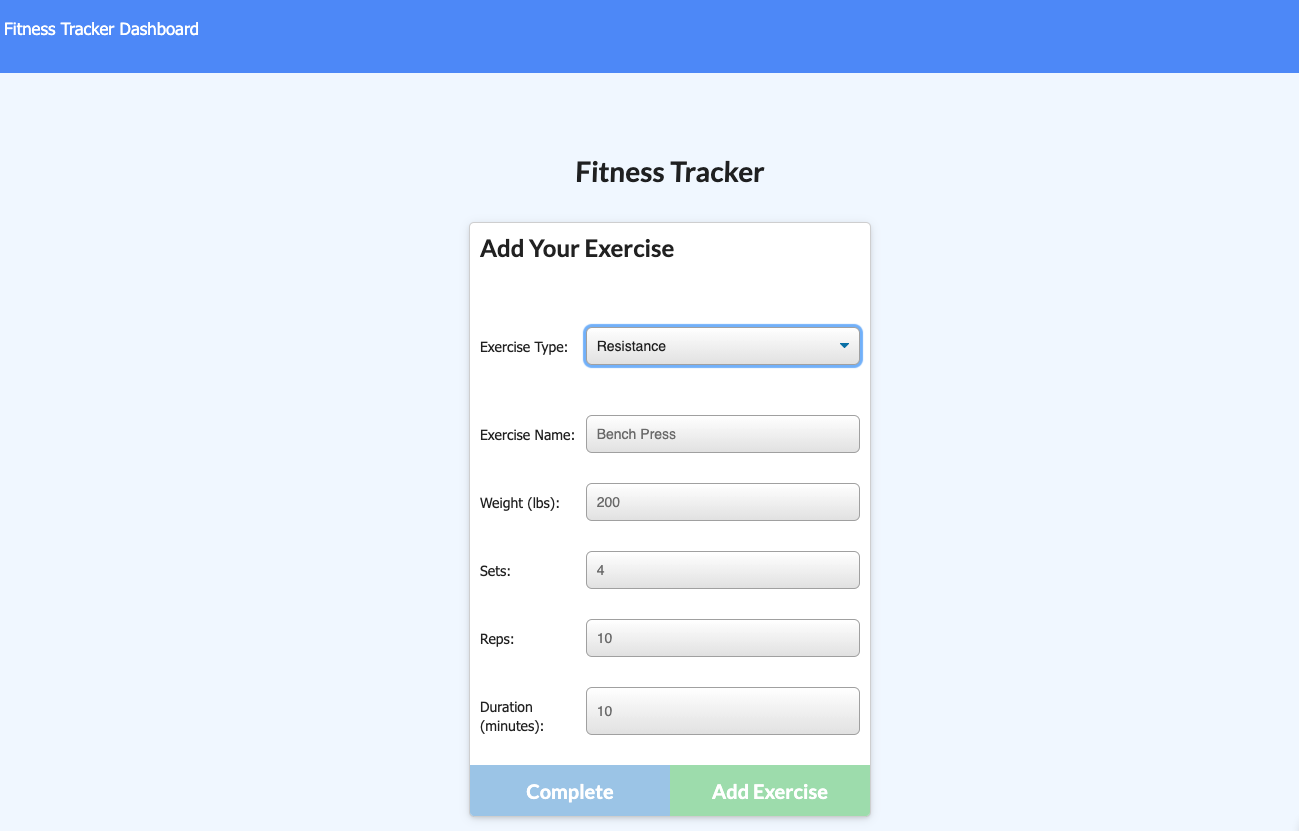 Fitness Tracker Dashboard
Fitness Tracker
Add Your Exercise
Exercise Type: Resistance
Exercise Name: Bench Press
Weight (lbs): 200
Sets: 4
Reps: 10
Duration
(minutes): 10
Complete Add Exercise